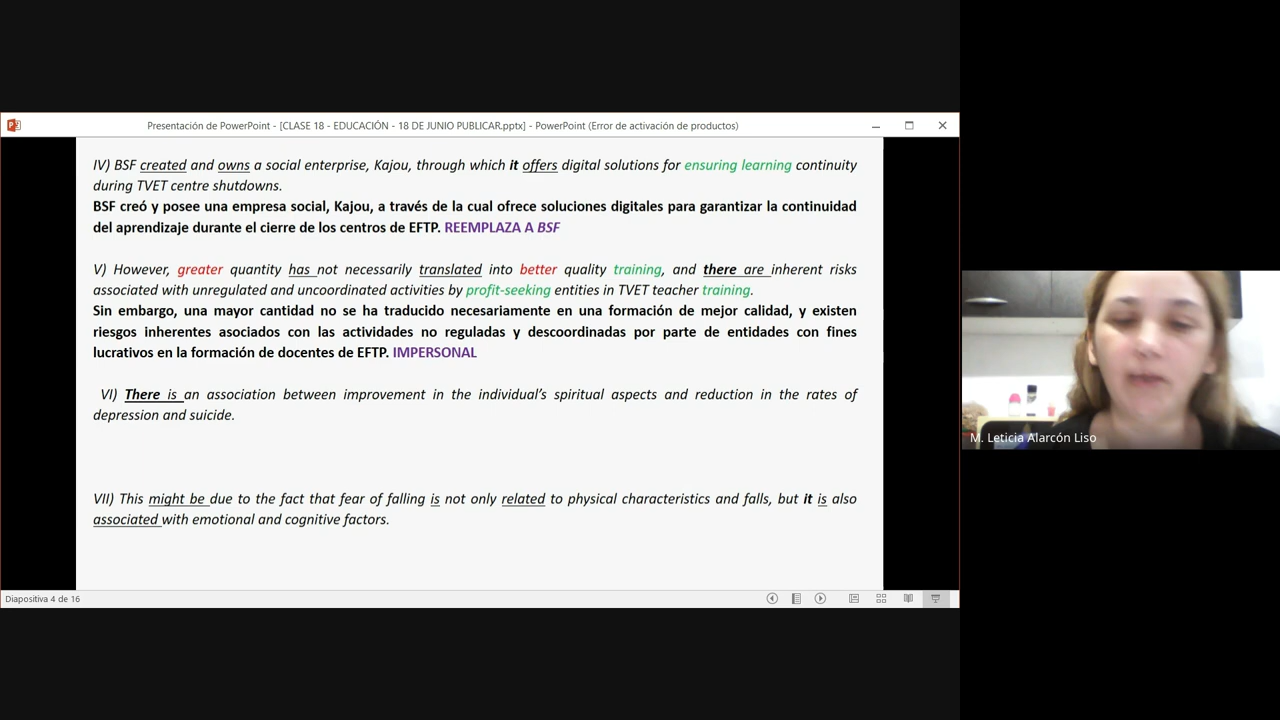 Presentación de PowerPoint - [CLASE 18 - EDUCACIÓN - 18 DE JUNIO PUBLICAR.pptx] - PowerPoint (Error de activación de productos)
IV) BSF created and owns a social enterprise, Kajou, through which it offers digital solutions for ensuring learning continuity
during TVET centre shutdowns.
BSF creó y posee una empresa social, Kajou, a través de la cual ofrece soluciones digitales para garantizar la continuidad
del aprendizaje durante el cierre de los centros de EFTP. REEMPLAZA A BSF
V) However, greater quantity has not necessarily translated into better quality training, and there are inherent risks
associated with unregulated and uncoordinated activities by profit-seeking entities in TVET teacher training.
Sin embargo, una mayor cantidad no se ha traducido necesariamente en una formación de mejor calidad, y existen
riesgos inherentes asociados con las actividades no reguladas y descoordinadas por parte de entidades con fines
lucrativos en la formación de docentes de EFTP. IMPERSONAL
VI) There is an association between improvement in the individual's spiritual aspects and reduction in the rates of
depression and suicide.
M. Leticia Alarcón Liso
VII) This might be due to the fact that fear of falling is not only related to physical characteristics and falls, but it is also
associated with emotional and cognitive factors.
Diapositiva 4 de 16